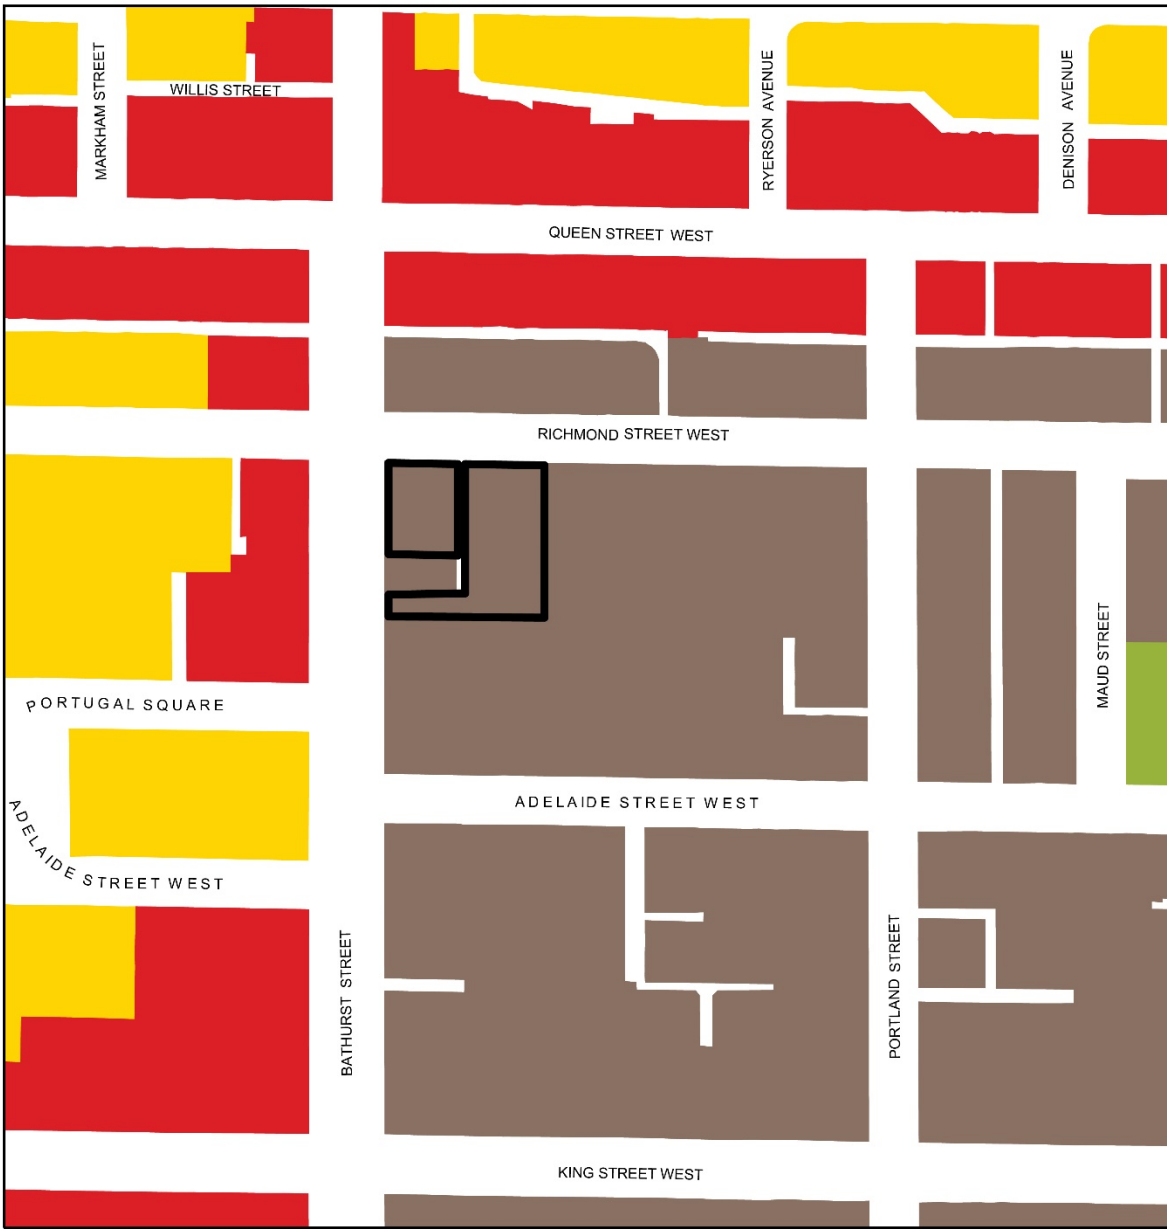 MARKHAM STREET
WILLIS STREET
RYERSON AVENUE
DENISON AVENUE
QUEEN STREET WEST
RICHMOND STREET WEST
PORTUGAL SQUARE
MAUD STREET
ADELAIDE STREET WEST
ADELAIDE STREET WEST
BATHURST STREET
PORTLAND STREET
KING STREET WEST